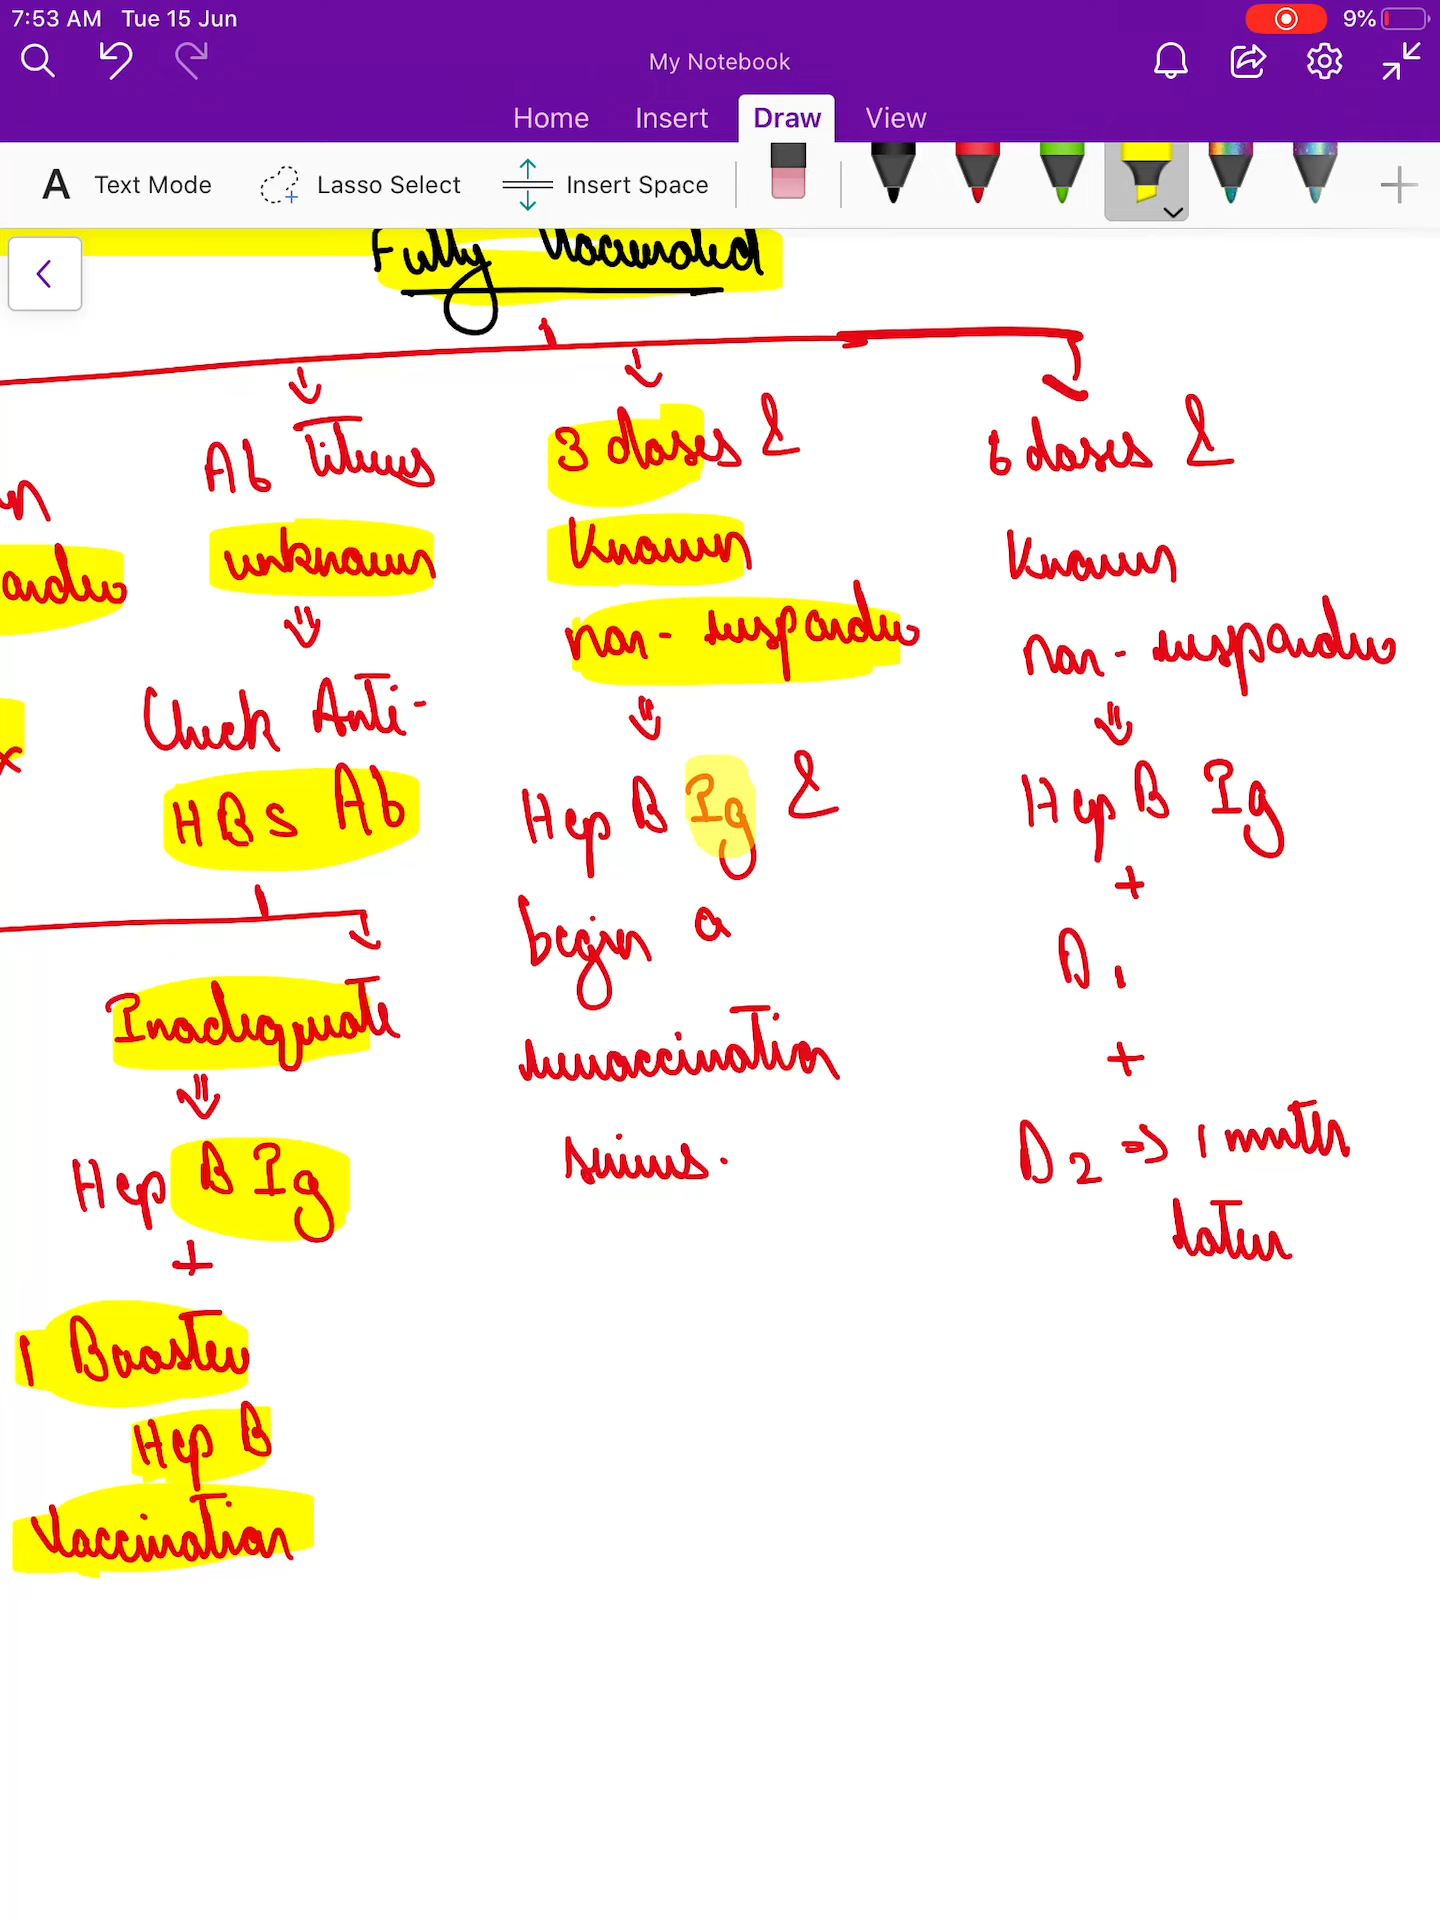 7:53 AM Tue 15 Jun
9%
My Notebook
Home Insert Draw View
A Text Mode Lasso Select Insert Space
Fully Vaccinated
Ab Titers
unknown
Check Anti-
HBs Ab
Inadequate
Hep B Ig
+
1 Booster
Hep B
Vaccination
3 doses &
Known
non-responder
Hep B Ig &
begin a
revaccination
series.
6 doses &
Known
non-responder
Hep B Ig
+
D1
+
D2 ⇒ 1 mnth
later